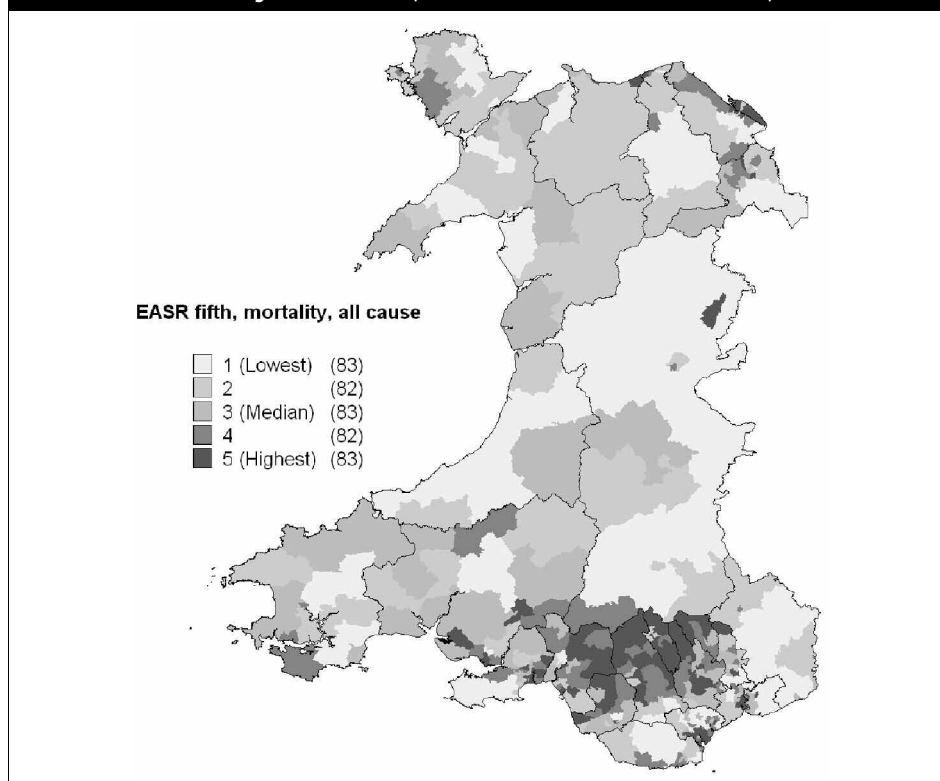 EASR fifth, mortality, all cause
1 (Lowest) (83)
2 (82)
3 (Median) (83)
4 (82)
5 (Highest) (83)